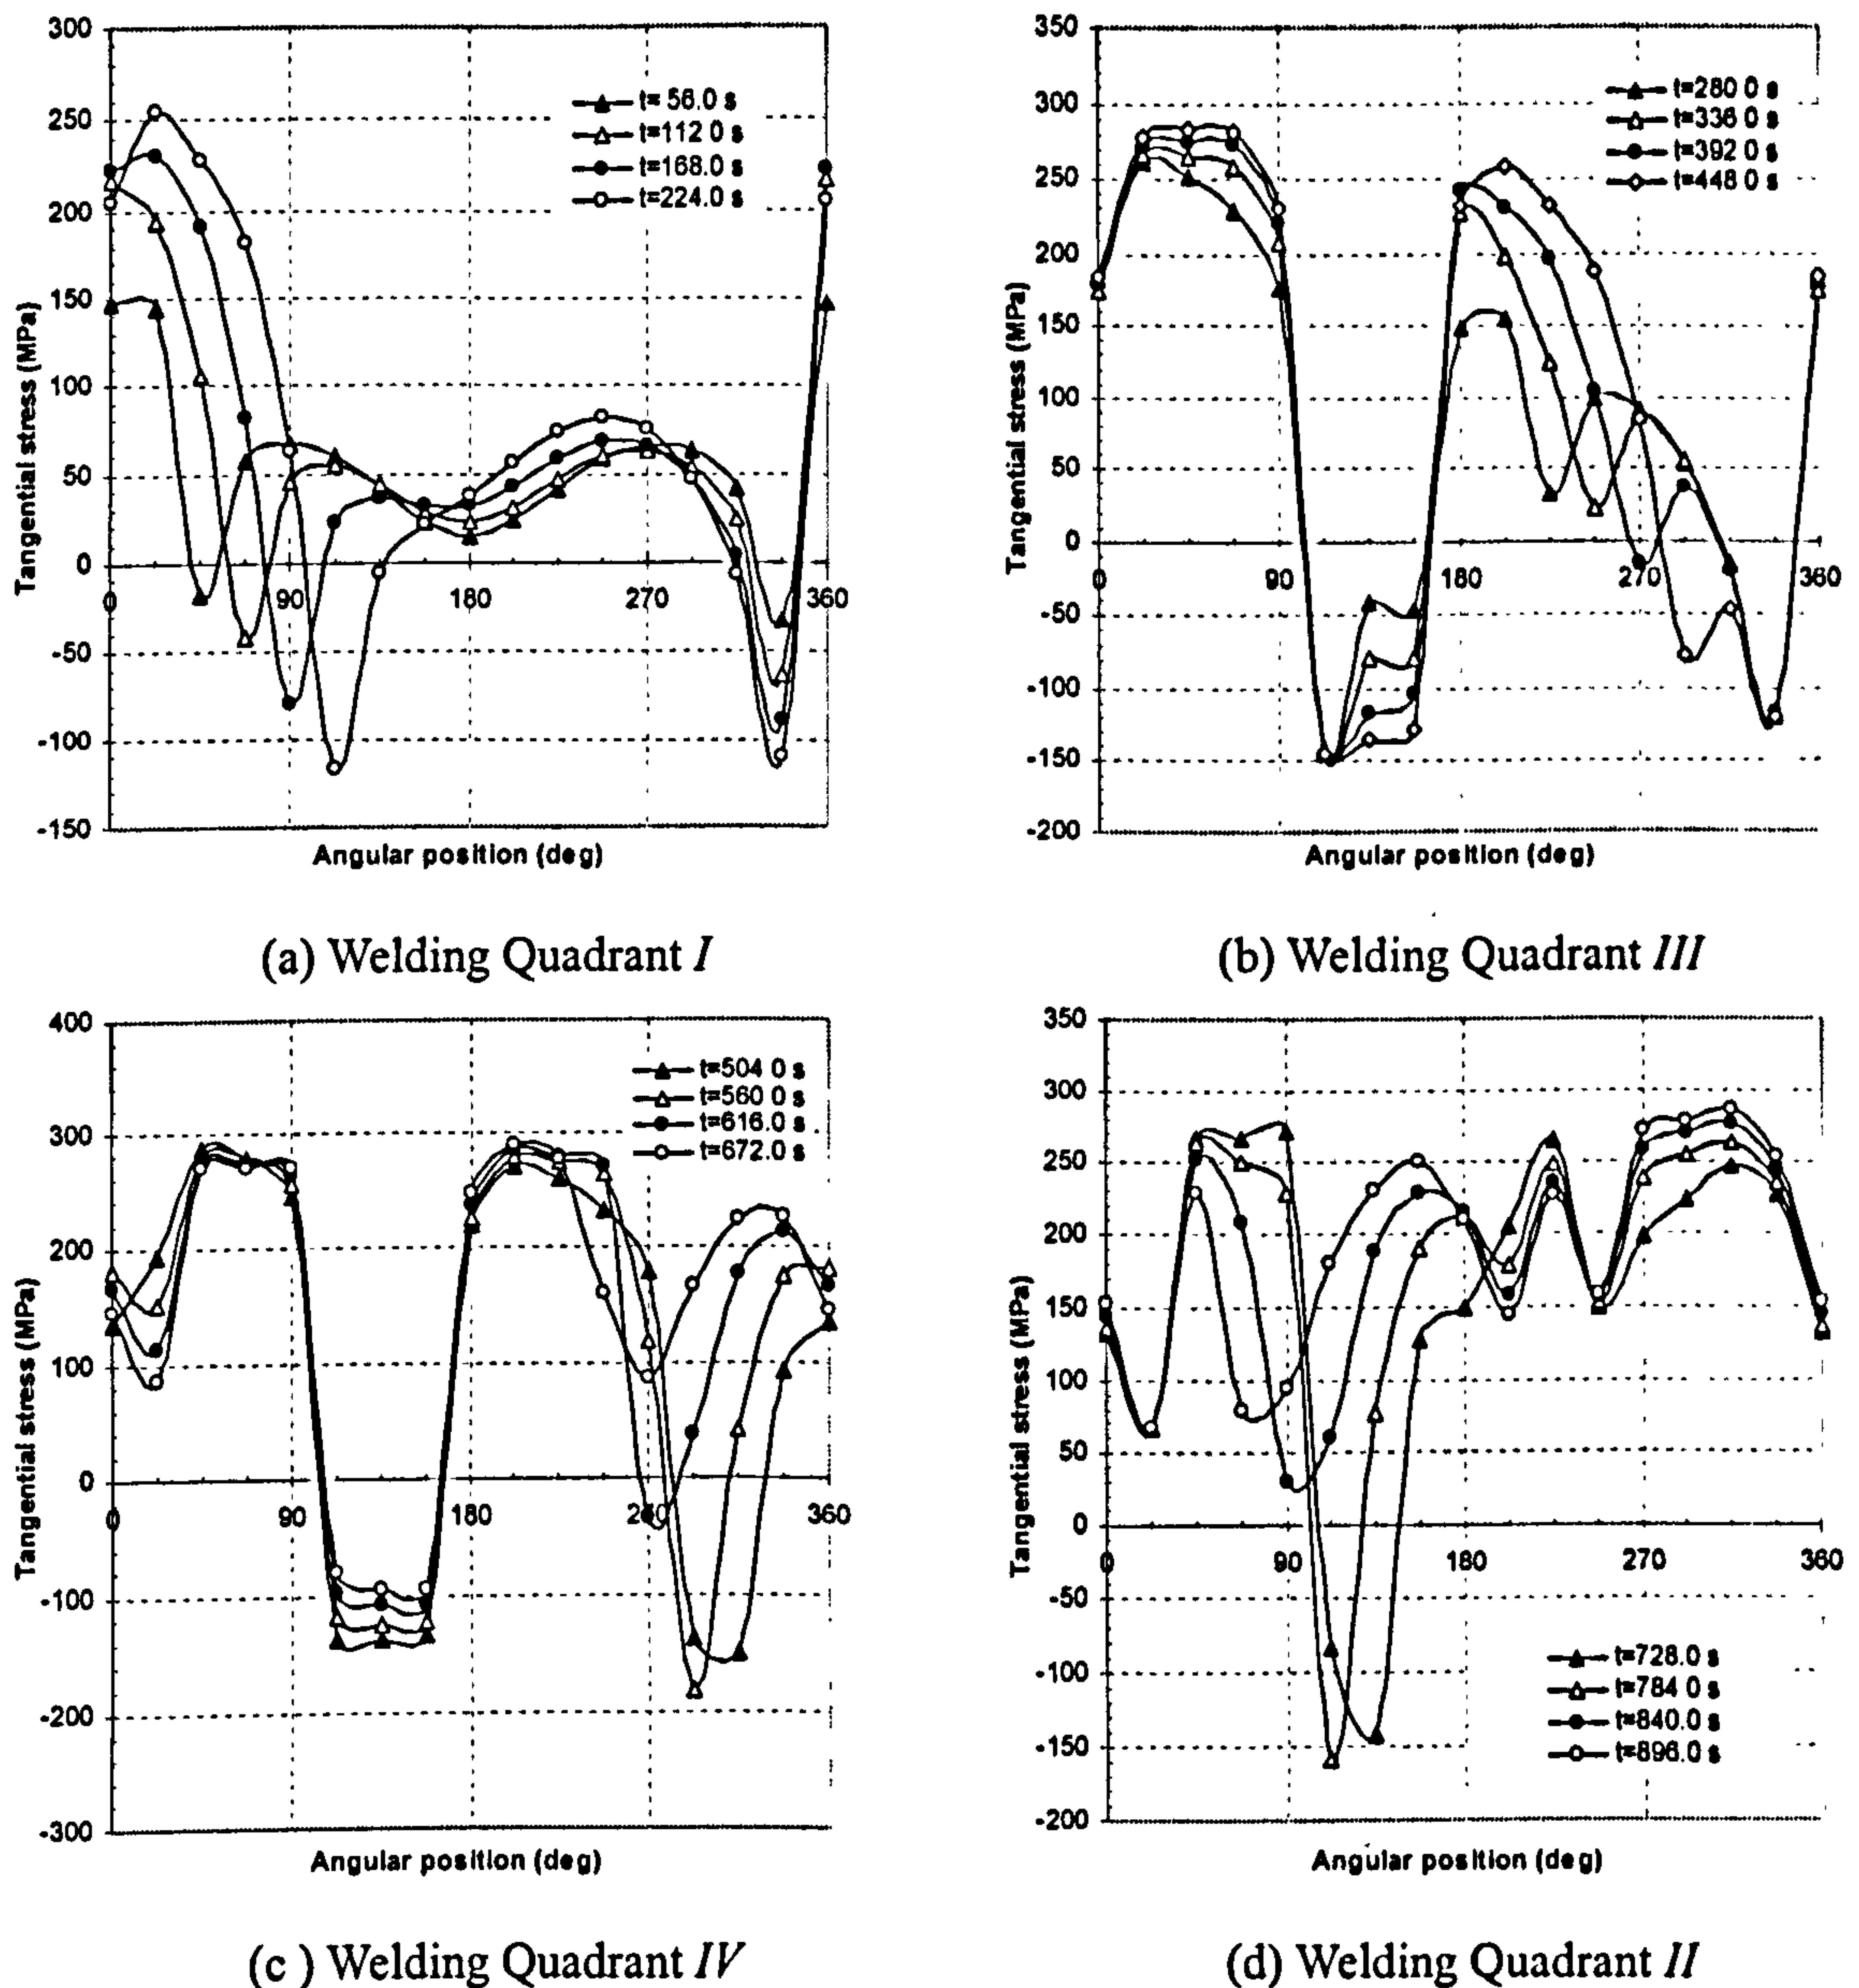 300
250
200
150
100
50
0
-50
-100
-150
0
90
180
270
360
Tangential stress (MPa)
Angular position (deg)
t= 56.0 s
t=112 0 s
t=168.0 s
t=224.0 s
(a) Welding Quadrant I
350
300
250
200
150
100
50
0
-50
-100
-150
-200
0
90
180
270
360
Tangential stress (MPa)
Angular position (deg)
t=280 0 s
t=336 0 s
t=392 0 s
t=448 0 s
(b) Welding Quadrant III
400
300
200
100
0
-100
-200
-300
0
90
180
270
360
Tangential stress (MPa)
Angular position (deg)
t=504 0 s
t=560 0 s
t=616.0 s
t=672.0 s
(c ) Welding Quadrant IV
350
300
250
200
150
100
50
0
-50
-100
-150
-200
0
90
180
270
360
Tangential stress (MPa)
Angular position (deg)
t=728.0 s
t=784 0 s
t=840.0 s
t=896.0 s
(d) Welding Quadrant II